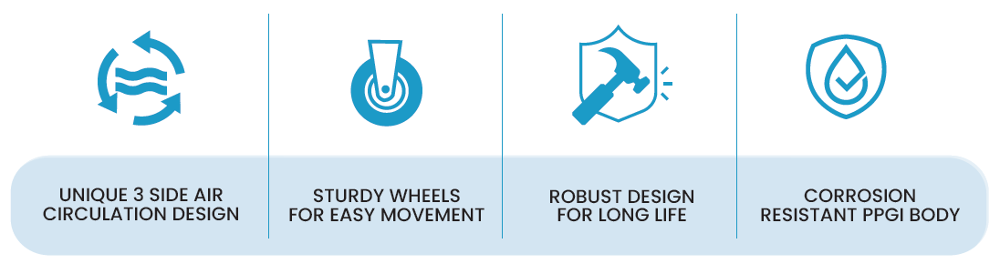 UNIQUE 3 SIDE AIR
CIRCULATION DESIGN
STURDY WHEELS
FOR EASY MOVEMENT
ROBUST DESIGN
FOR LONG LIFE
CORROSION
RESISTANT PPGI BODY